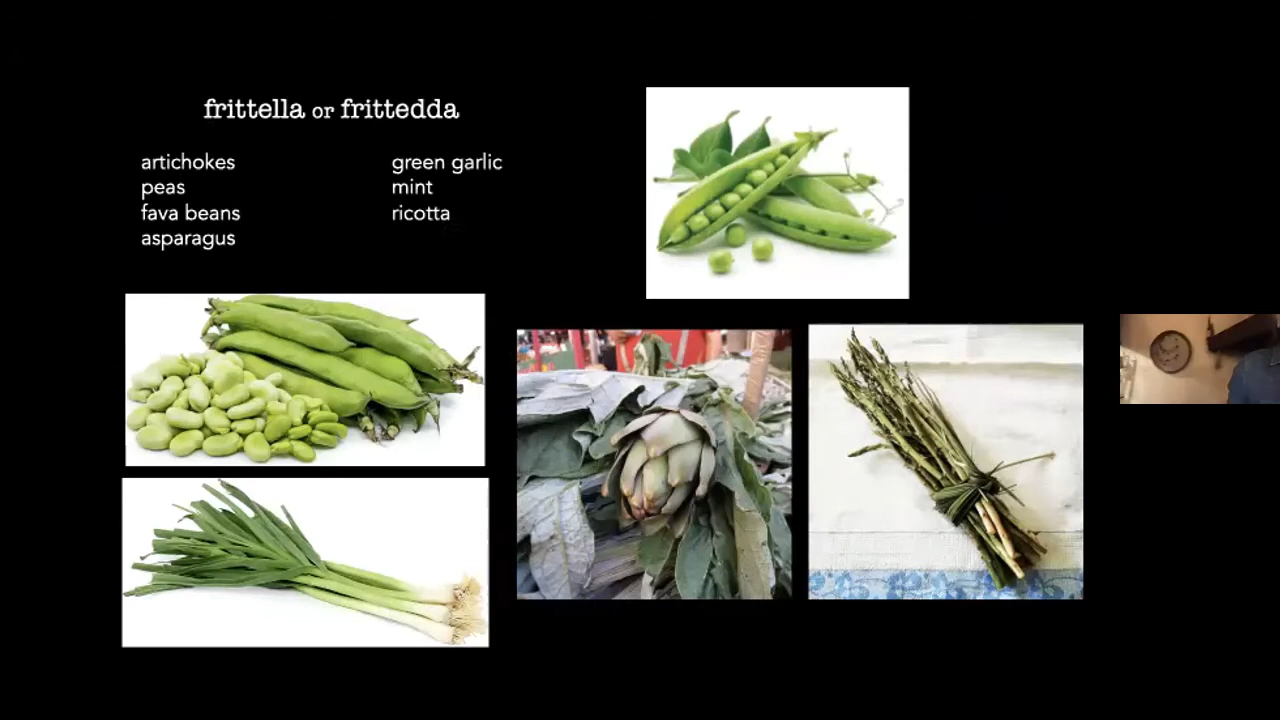 frittella or frittedda
artichokes
peas
fava beans
asparagus
green garlic
mint
ricotta